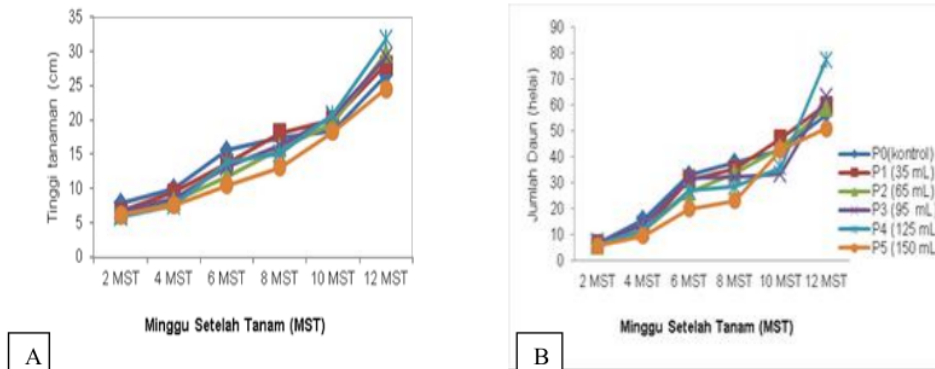 Tinggi tanaman (cm)
35
30
25
20
15
10
5
0
2 MST 4 MST 6 MST 8 MST 10 MST 12 MST
Minggu Setelah Tanam (MST)
A
Jumlah Daun (helai)
90
80
70
60
50
40
30
20
10
0
2 MST 4 MST 6 MST 8 MST 10 MST 12 MST
Minggu Setelah Tanam (MST)
P0(kontrol)
P1 (35 mL)
P2 (65 mL)
P3 (95 mL)
P4 (125 mL
P5 (150 mL
B